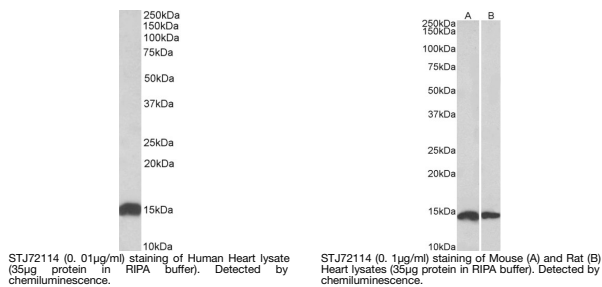 250kDa
150kDa
100kDa
75kDa
50kDa
37kDa
25kDa
20kDa
15kDa
10kDa
STJ72114 (0. 01µg/ml) staining of Human Heart lysate
(35µg protein in RIPA buffer). Detected by
chemiluminescence.
A B
250kDa
150kDa
100kDa
75kDa
50kDa
37kDa
25kDa
20kDa
15kDa
10kDa
STJ72114 (0. 1µg/ml) staining of Mouse (A) and Rat (B)
Heart lysates (35µg protein in RIPA buffer). Detected by
chemiluminescence.